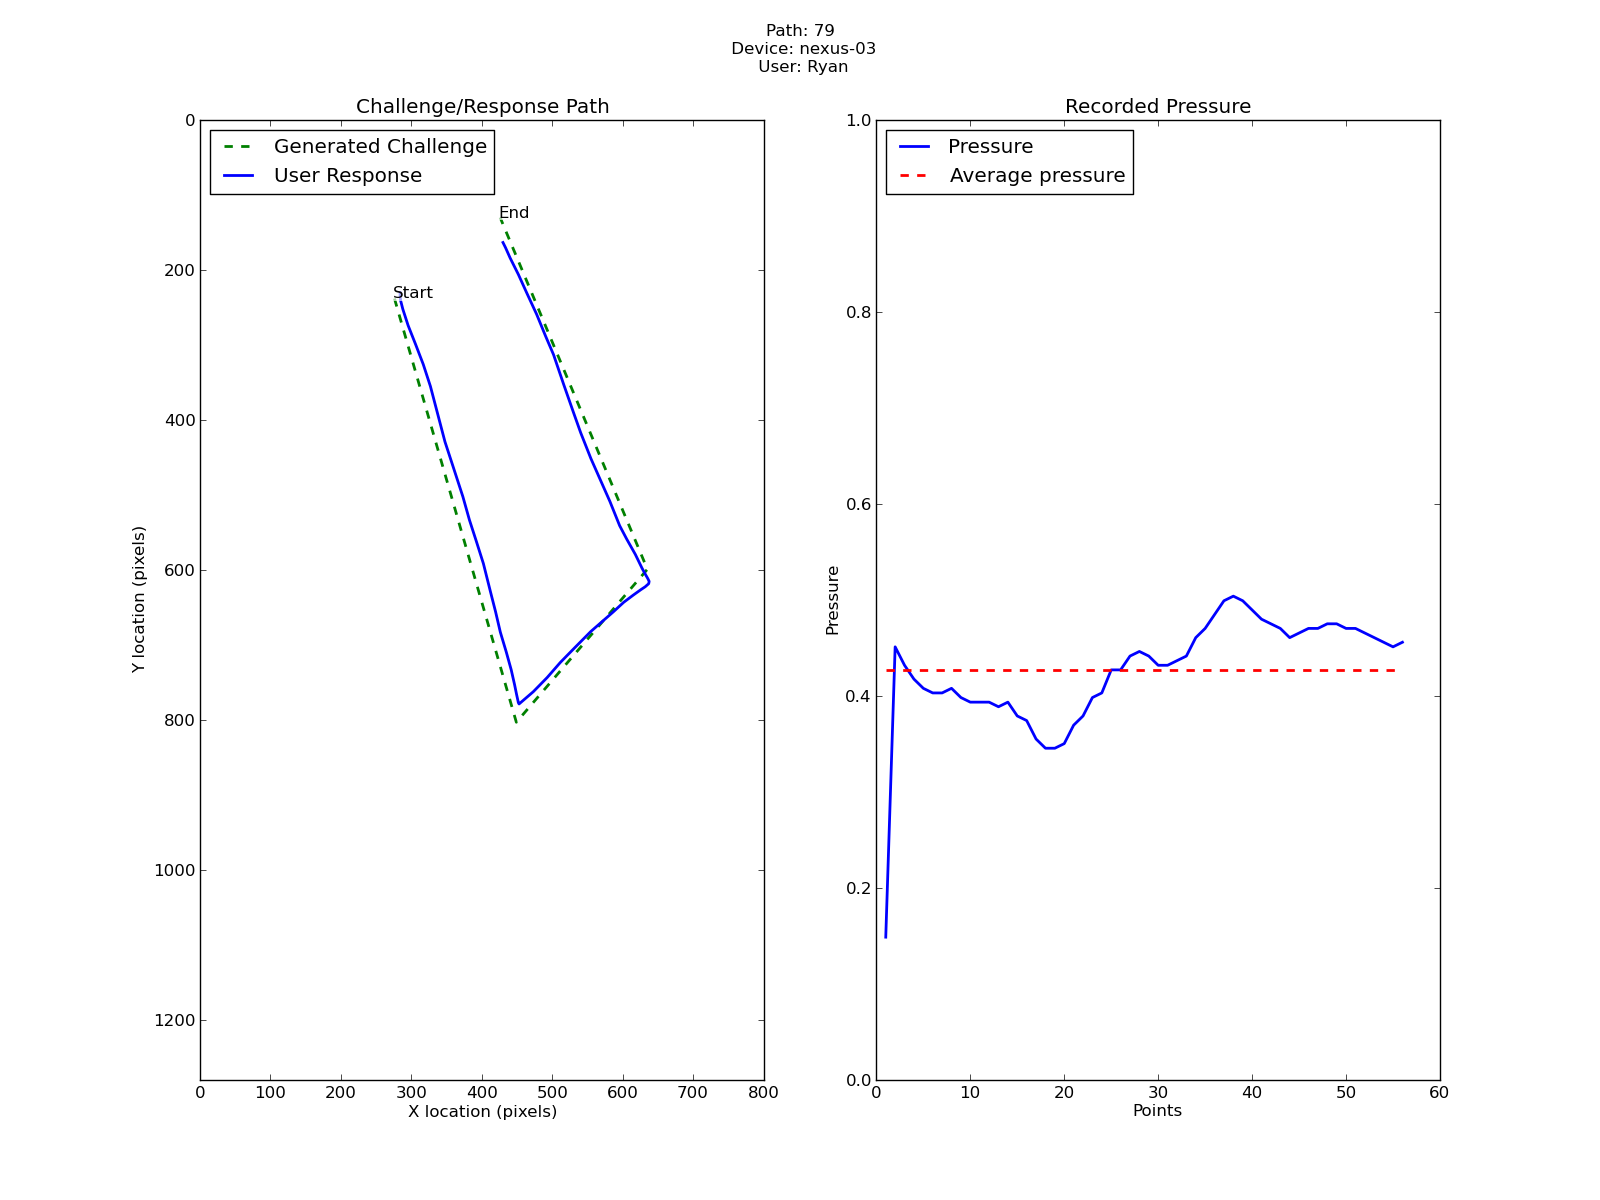 Path: 79
Device: nexus-03
User: Ryan
Challenge/Response Path
Generated Challenge
User Response
End
Start
0
200
400
600
800
1000
1200
Y location (pixels)
0 100 200 300 400 500 600 700 800
X location (pixels)
Recorded Pressure
Pressure
Average pressure
1.0
0.8
0.6
0.4
0.2
0.0
Pressure
0 10 20 30 40 50 60
Points